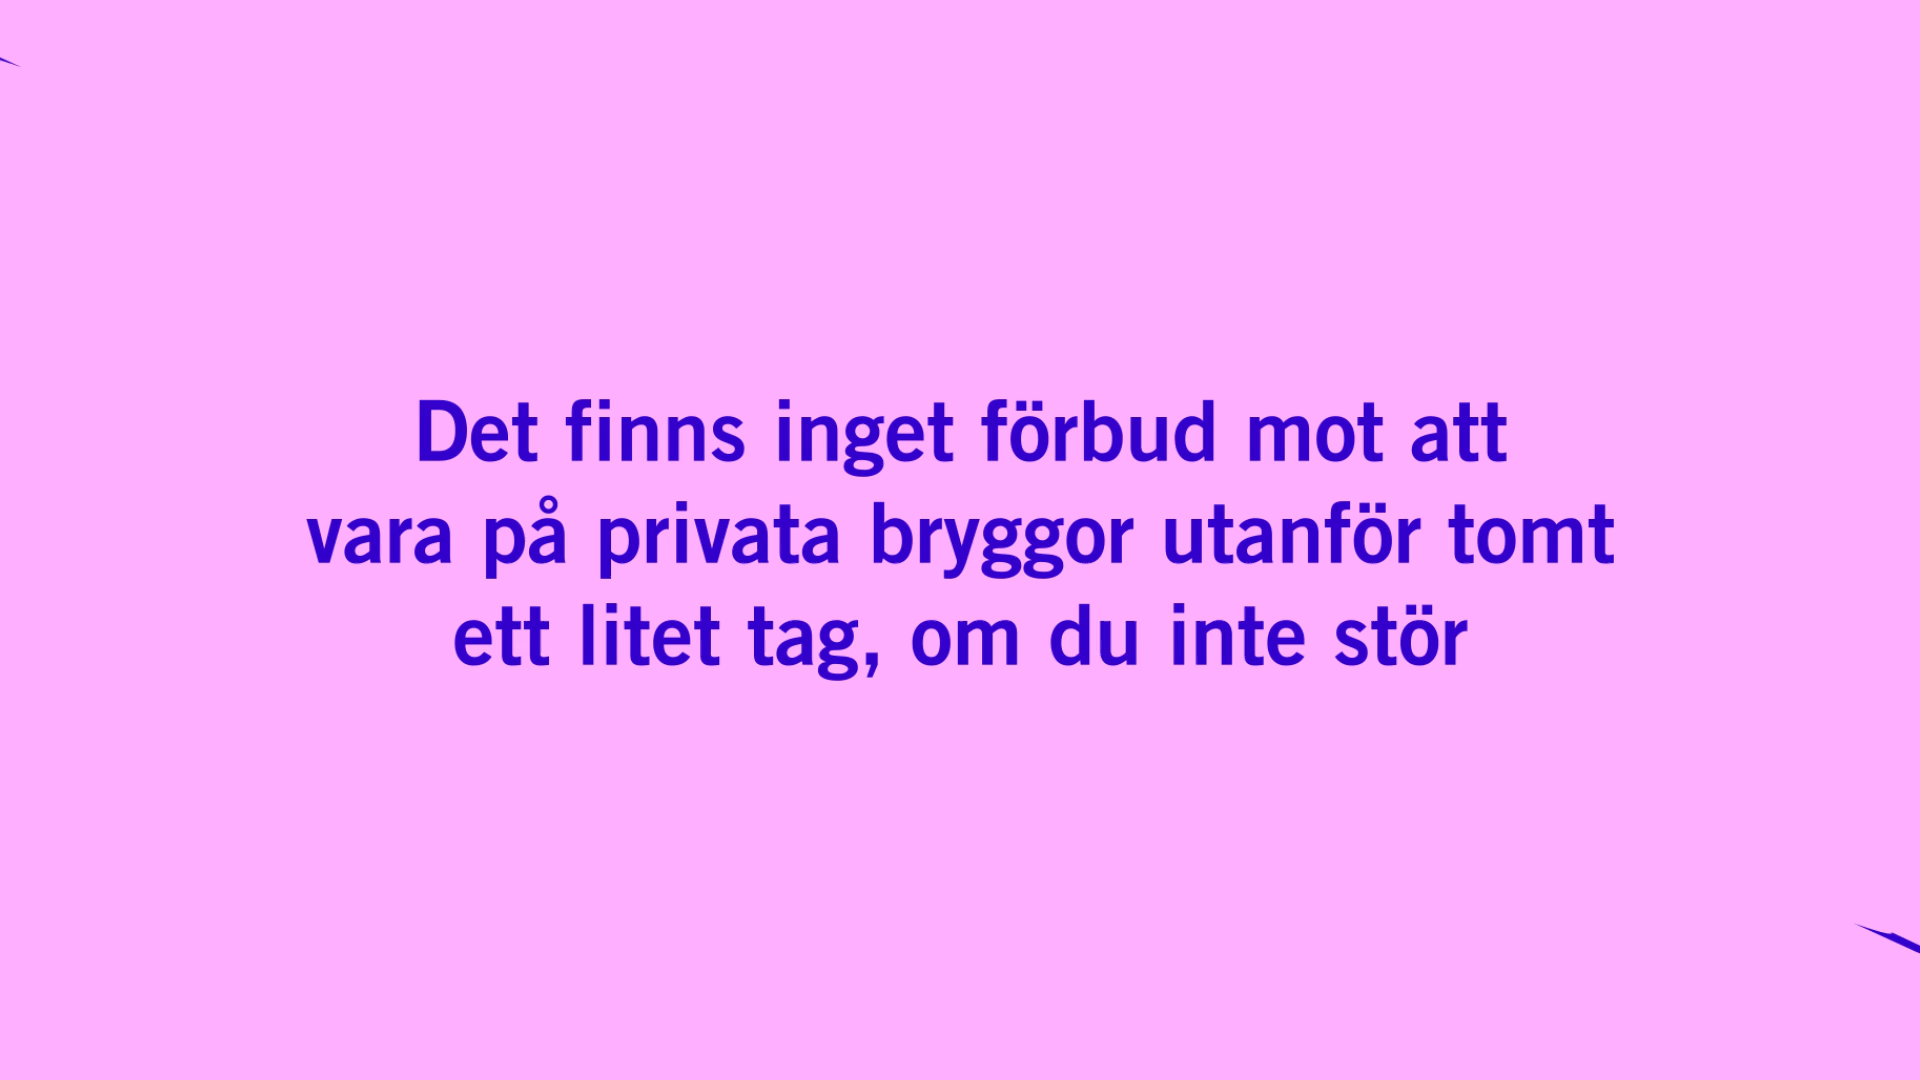 Det finns inget förbud mot att
vara på privata bryggor utanför tomt
ett litet tag, om du inte stör